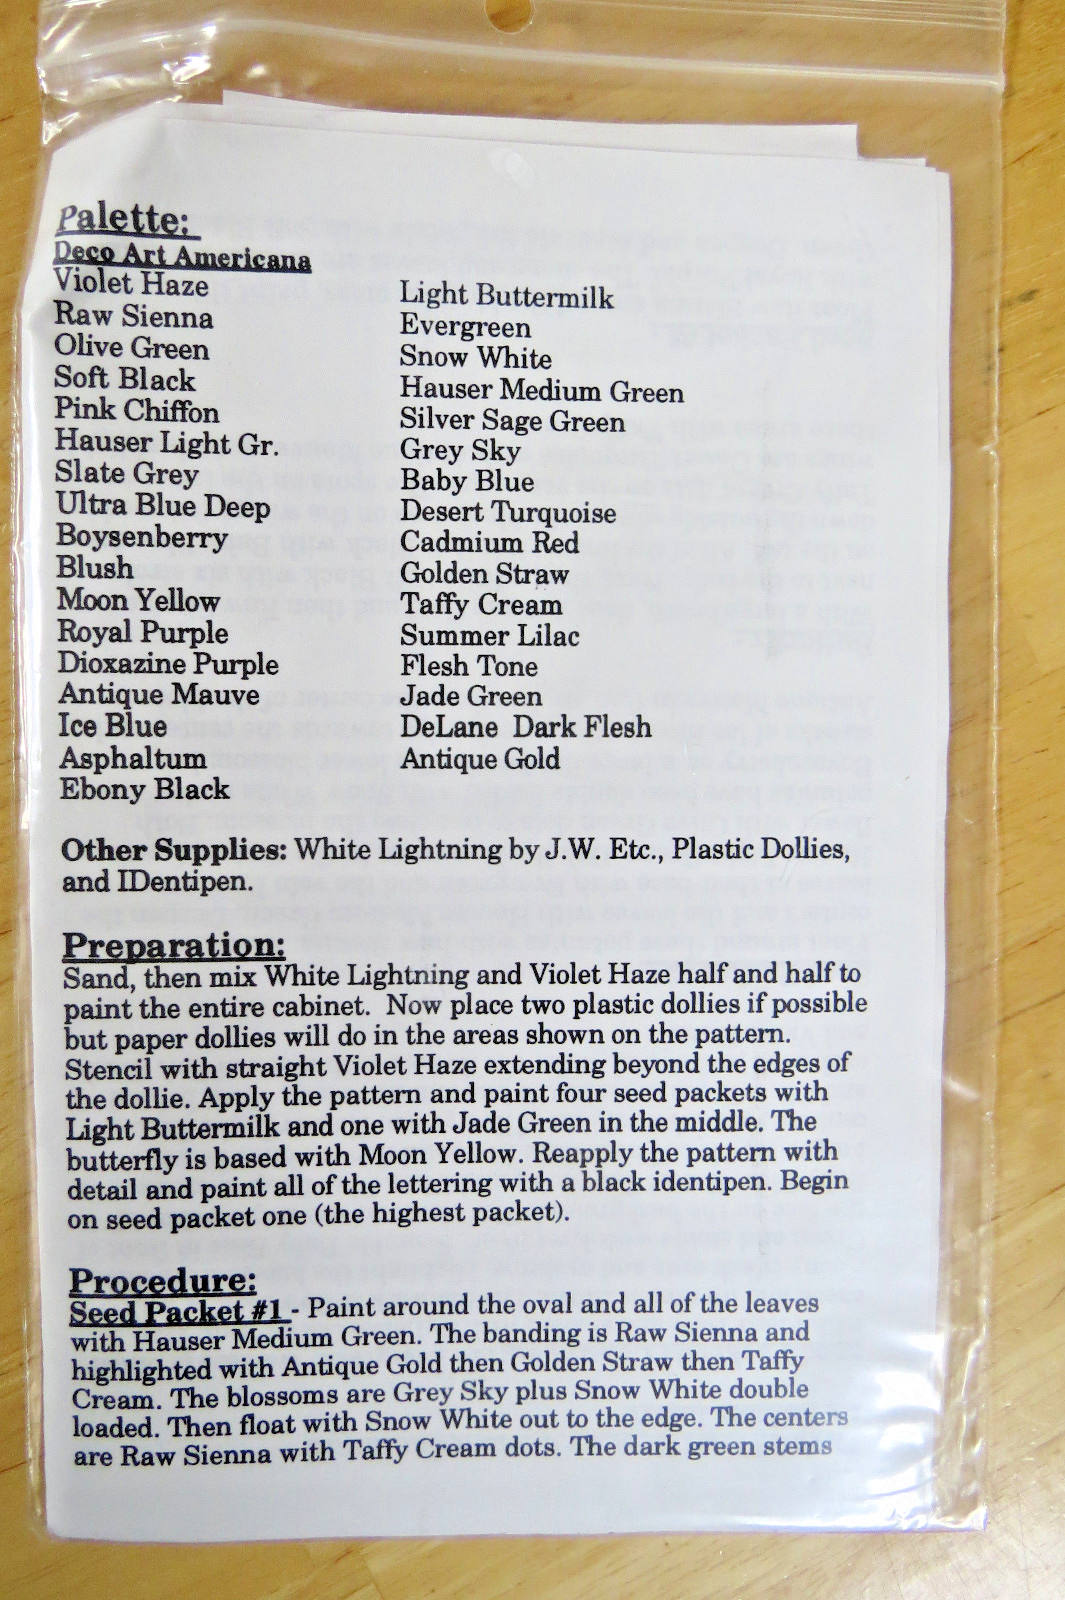 Palette:
Deco Art Americana
Violet Haze
Raw Sienna
Olive Green
Soft Black
Pink Chiffon
Hauser Light Gr.
Slate Grey
Ultra Blue Deep
Boysenberry
Blush
Moon Yellow
Royal Purple
Dioxazine Purple
Antique Mauve
Ice Blue
Asphaltum
Ebony Black
Light Buttermilk
Evergreen
Snow White
Hauser Medium Green
Silver Sage Green
Grey Sky
Baby Blue
Desert Turquoise
Cadmium Red
Golden Straw
Taffy Cream
Summer Lilac
Flesh Tone
Jade Green
DeLane Dark Flesh
Antique Gold
Other Supplies: White Lightning by J.W. Etc., Plastic Dollies,
and IDentipen.
Preparation:
Sand, then mix White Lightning and Violet Haze half and half to
paint the entire cabinet. Now place two plastic dollies if possible
but paper dollies will do in the areas shown on the pattern.
Stencil with straight Violet Haze extending beyond the edges of
the dollie. Apply the pattern and paint four seed packets with
Light Buttermilk and one with Jade Green in the middle. The
butterfly is based with Moon Yellow. Reapply the pattern with
detail and paint all of the lettering with a black identipen. Begin
on seed packet one (the highest packet).
Procedure:
Seed Packet #1 - Paint around the oval and all of the leaves
with Hauser Medium Green. The banding is Raw Sienna and
highlighted with Antique Gold then Golden Straw then Taffy
Cream. The blossoms are Grey Sky plus Snow White double
loaded. Then float with Snow White out to the edge. The centers
are Raw Sienna with Taffy Cream dots. The dark green stems